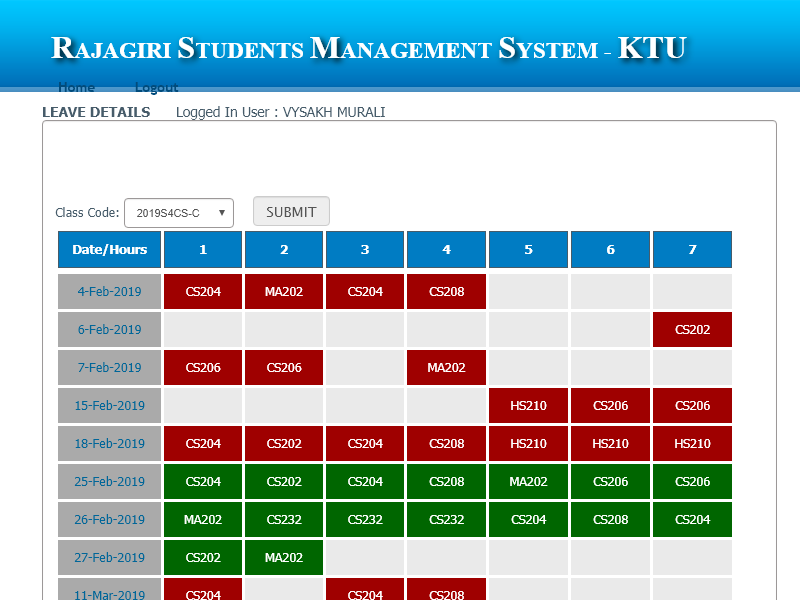 RAJAGIRI STUDENTS MANAGEMENT SYSTEM - KTU
Home Logout
LEAVE DETAILS Logged In User : VYSAKH MURALI
Class Code: 2019S4CS-C SUBMIT
Date/Hours 1 2 3 4 5 6 7
4-Feb-2019 CS204 MA202 CS204 CS208
6-Feb-2019 CS202
7-Feb-2019 CS206 CS206 MA202
15-Feb-2019 HS210 CS206 CS206
18-Feb-2019 CS204 CS202 CS204 CS208 HS210 HS210 HS210
25-Feb-2019 CS204 CS202 CS204 CS208 MA202 CS206 CS206
26-Feb-2019 MA202 CS232 CS232 CS232 CS204 CS208 CS204
27-Feb-2019 CS202 MA202
11-Mar-2019 CS204 CS204 CS208